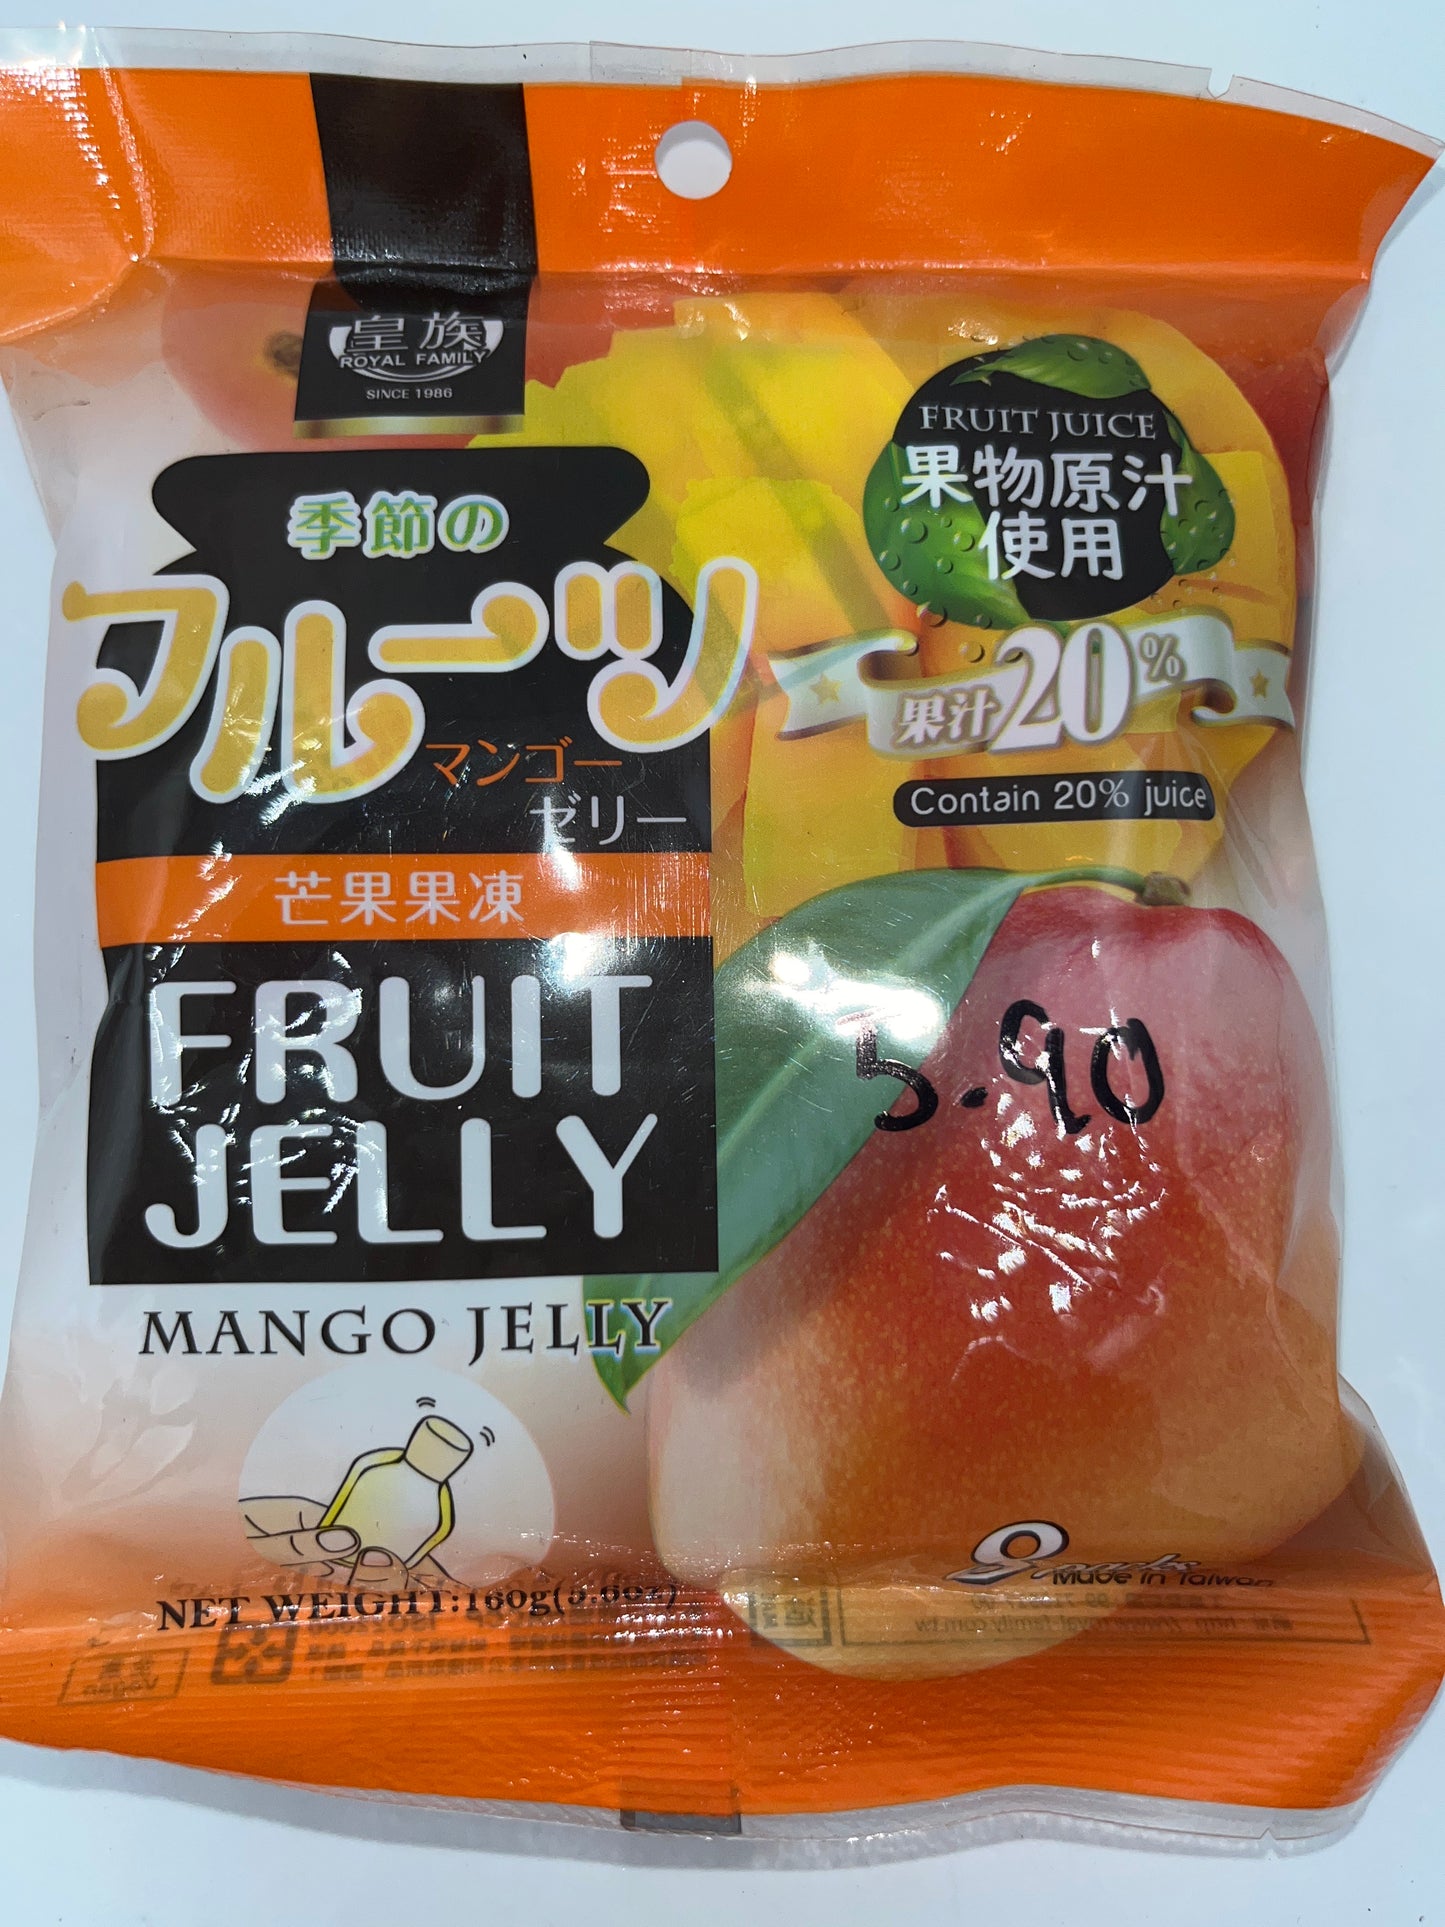 皇族
ROYAL FAMILY
SINCE 1986
FRUIT JUICE
果物原汁
使用
季節の
フルーツ
マンゴー
ゼリー
果汁20%
Contain 20% juice
芒果果凍
FRUIT
JELLY
5.90
MANGO JELLY
Made in Taiwan
NET WEIGHT:160g(5.6oz)